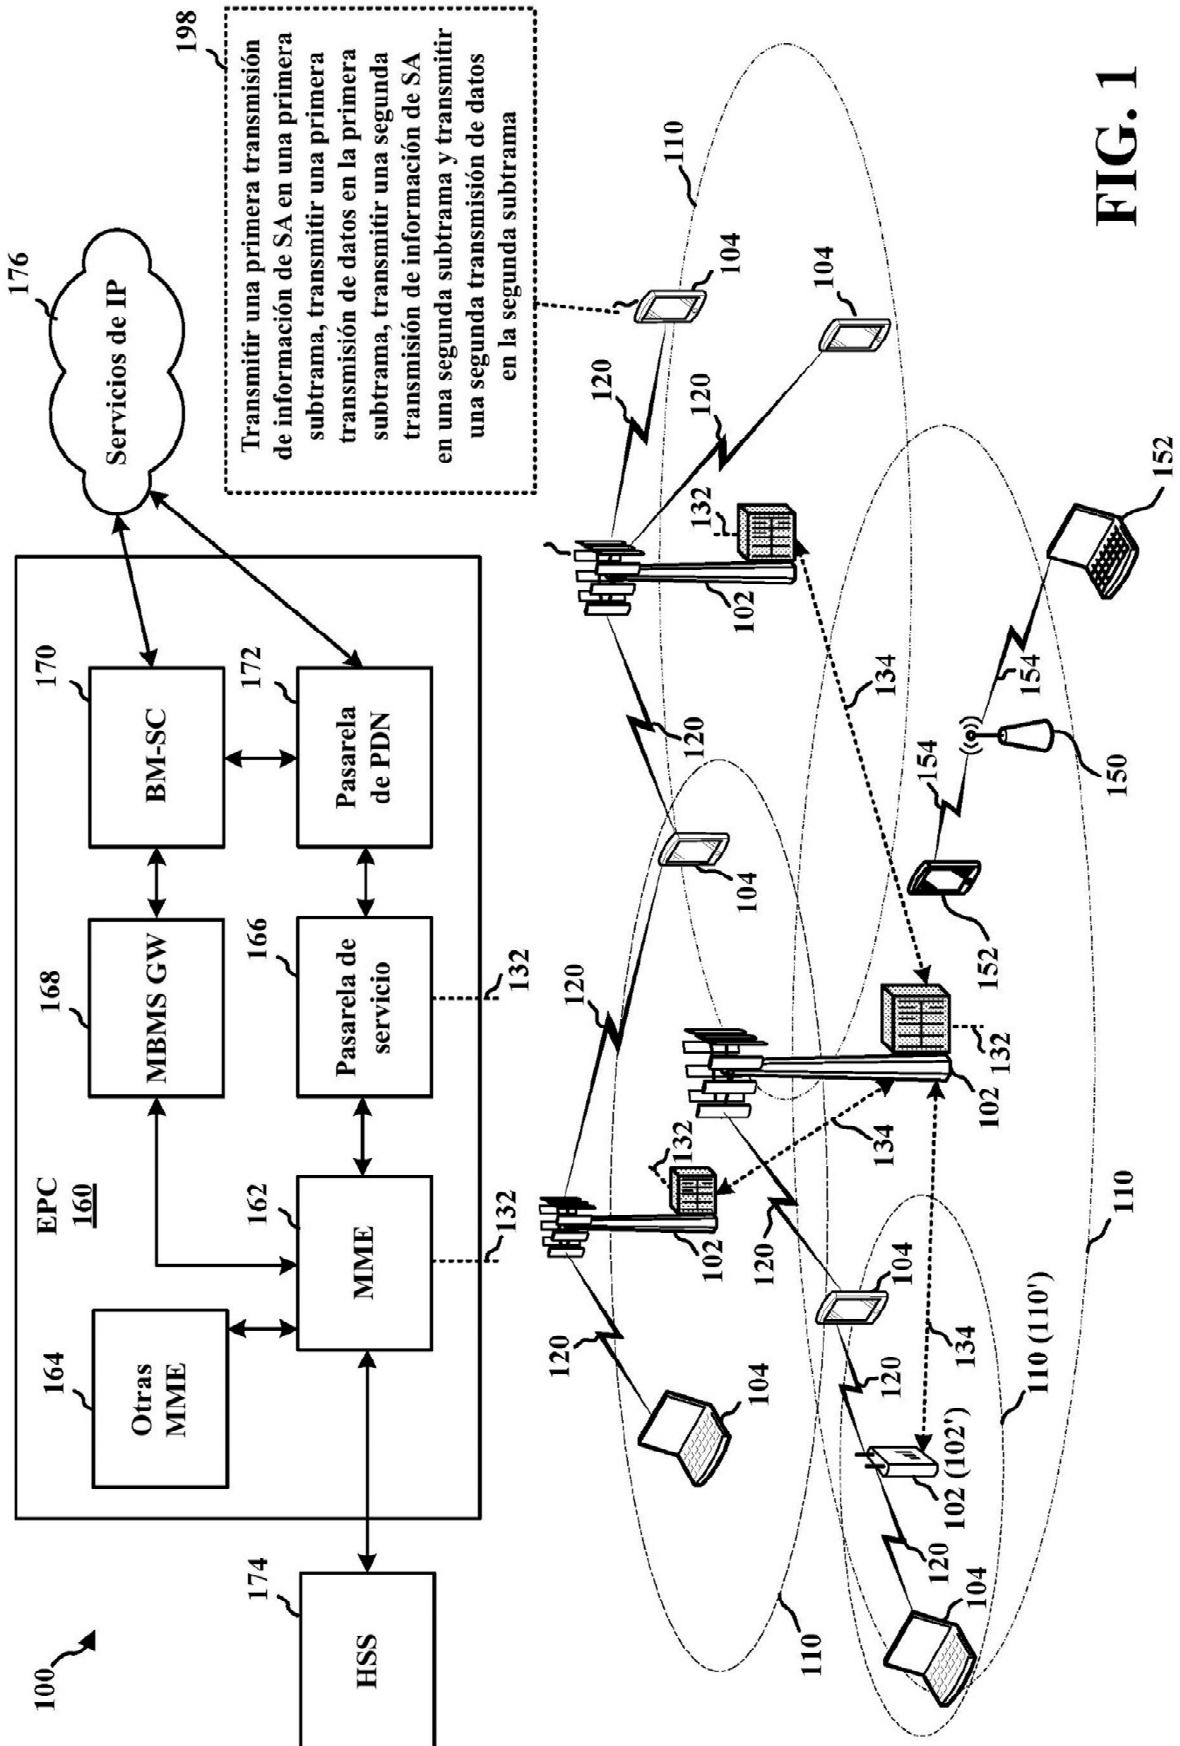 100
174
HSS
EPC
160
164
Otras
MME
162
MME
132
168
MBMS GW
166
Pasarela de
servicio
132
170
BM-SC
172
Pasarela
de PDN
176
Servicios de IP
198
Transmitir una primera transmisión
de información de SA en una primera
subtrama, transmitir una primera
transmisión de datos en la primera
subtrama, transmitir una segunda
transmisión de información de SA
en una segunda subtrama y transmitir
una segunda transmisión de datos
en la segunda subtrama
110
120
104
132
102
120
104
120
120
104
120
104
132
102
134
120
104
120
102 (102')
120
104
134
110 (110')
110
132
102
134
110
152
154
150
154
152
FIG. 1